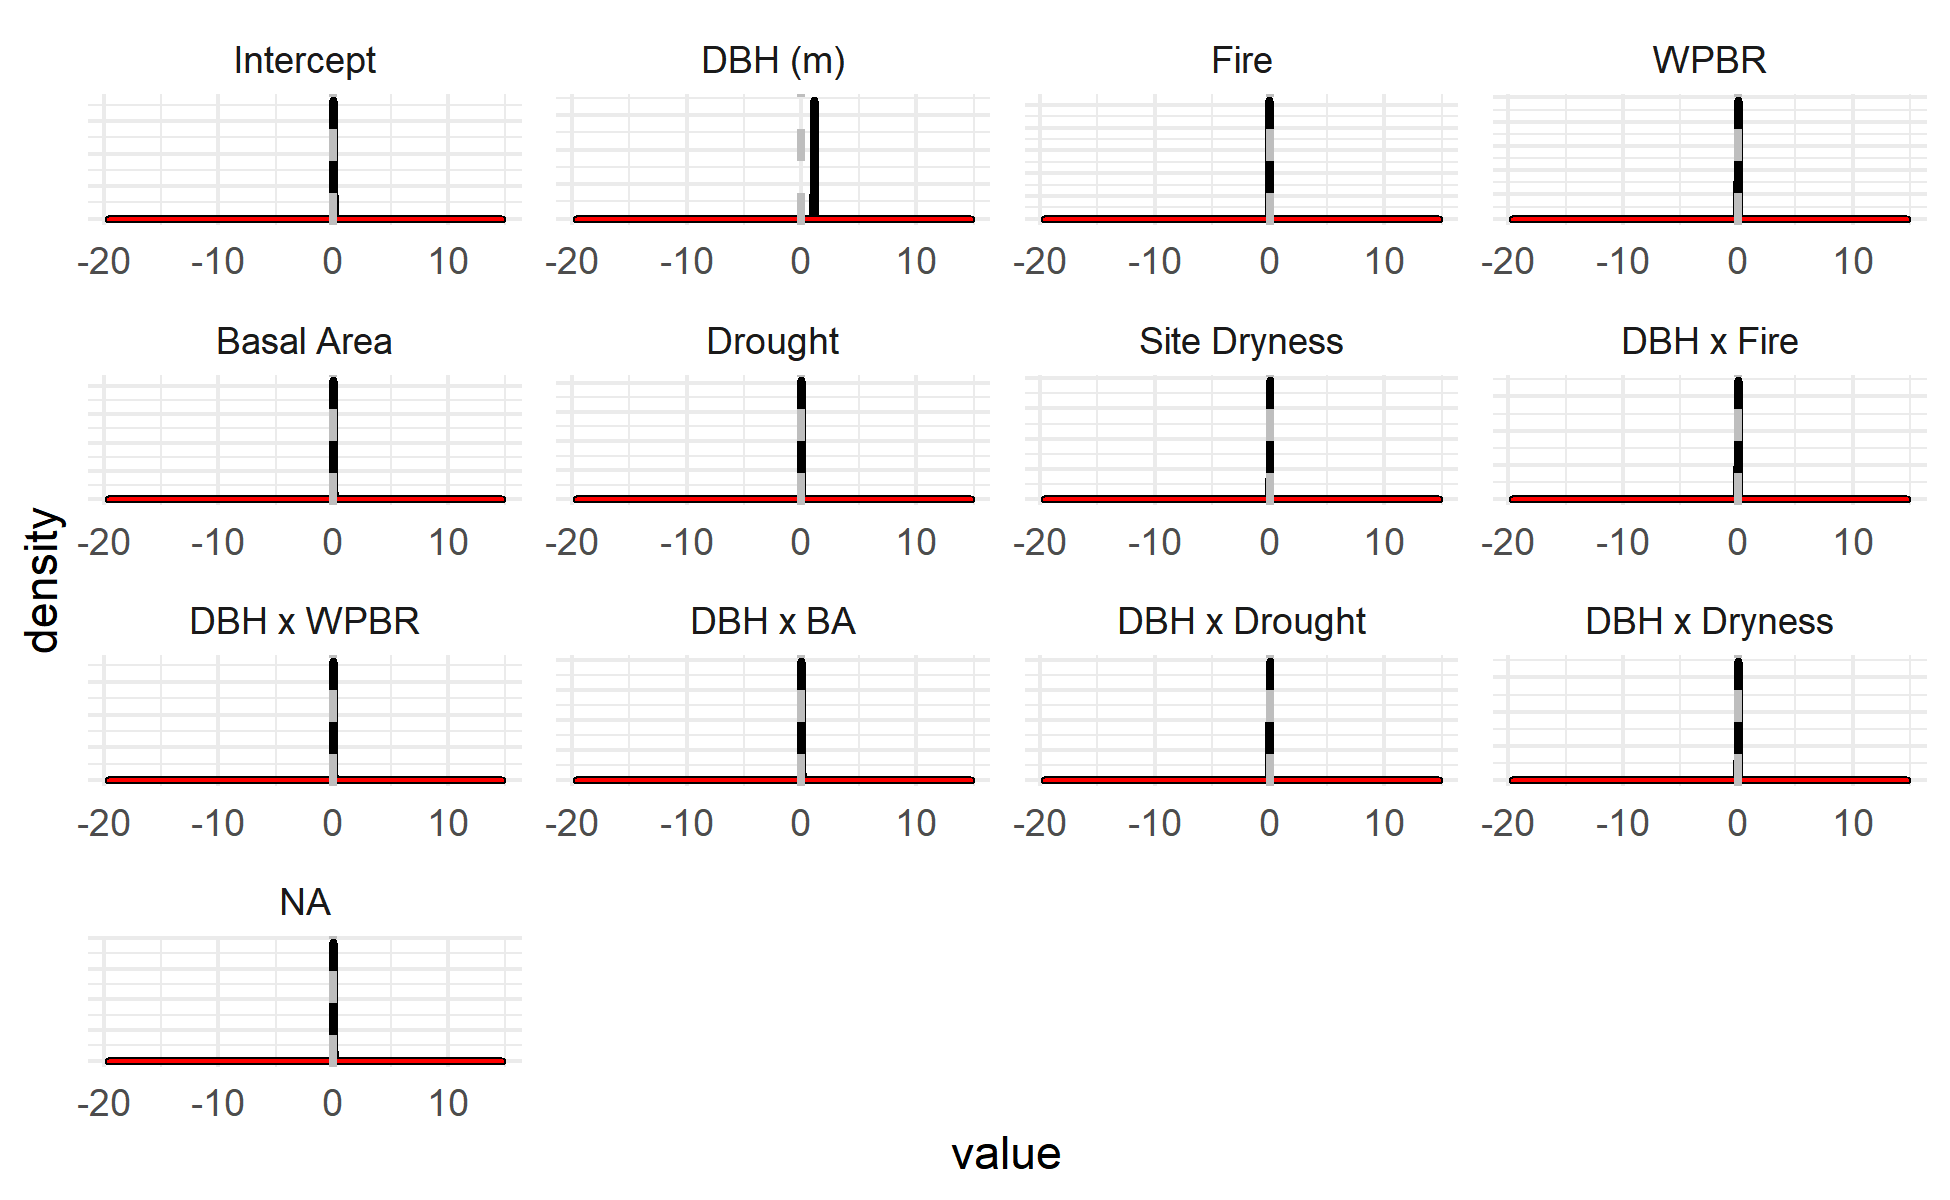 Intercept DBH (m) Fire WPBR
-20 -10 0 10 -20 -10 0 10 -20 -10 0 10 -20 -10 0 10
Basal Area Drought Site Dryness DBH x Fire
-20 -10 0 10 -20 -10 0 10 -20 -10 0 10 -20 -10 0 10
density
DBH x WPBR DBH x BA DBH x Drought DBH x Dryness
-20 -10 0 10 -20 -10 0 10 -20 -10 0 10 -20 -10 0 10
NA
-20 -10 0 10
value